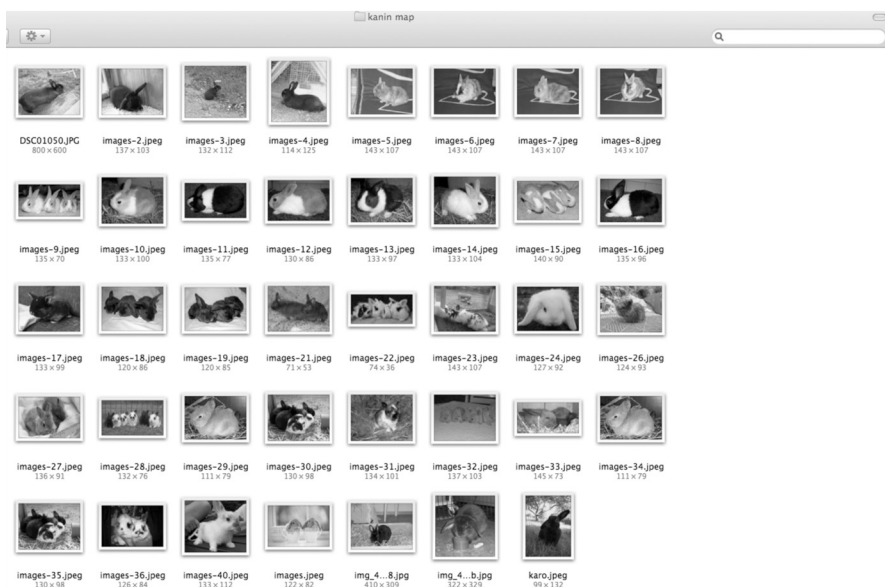 kanin map
DSC01050.JPG images-2.jpeg images-3.jpeg images-4.jpeg images-5.jpeg images-6.jpeg images-7.jpeg images-8.jpeg
800×600 137×103 132×112 114×125 143×107 143×107 143×107 143×107
images-9.jpeg images-10.jpeg images-11.jpeg images-12.jpeg images-13.jpeg images-14.jpeg images-15.jpeg images-16.jpeg
135×70 133×100 135×77 130×86 133×97 133×104 140×90 135×96
images-17.jpeg images-18.jpeg images-19.jpeg images-21.jpeg images-22.jpeg images-23.jpeg images-24.jpeg images-26.jpeg
133×99 120×86 120×85 71×53 74×36 143×107 127×92 124×93
images-27.jpeg images-28.jpeg images-29.jpeg images-30.jpeg images-31.jpeg images-32.jpeg images-33.jpeg images-34.jpeg
136×91 132×76 111×79 130×98 134×101 137×103 145×73 111×79
images-35.jpeg images-36.jpeg images-40.jpeg images.jpeg img_4...8.jpg img_4...b.jpg karo.jpeg
130×98 126×84 133×112 122×82 410×309 322×329 99×132